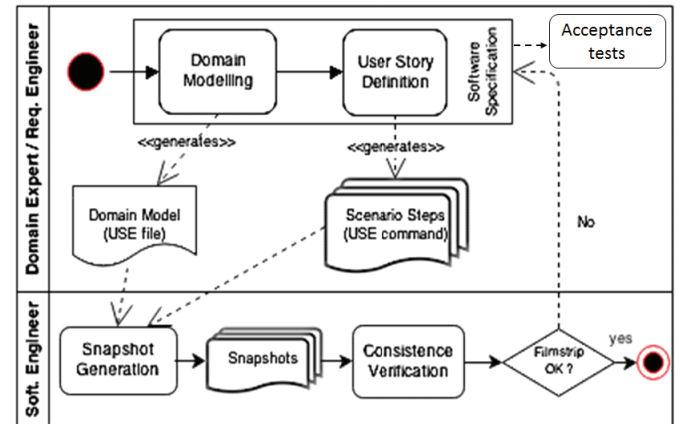 Domain Expert / Req. Engineer
Domain
Modelling
User Story
Definition
Software
Specification
Acceptance
tests
<<generates>>
<<generates>>
Domain Model
(USE file)
Scenario Steps
(USE command)
No
Soft. Engineer
Snapshot
Generation
Snapshots
Consistence
Verification
Filmstrip
OK ?
yes